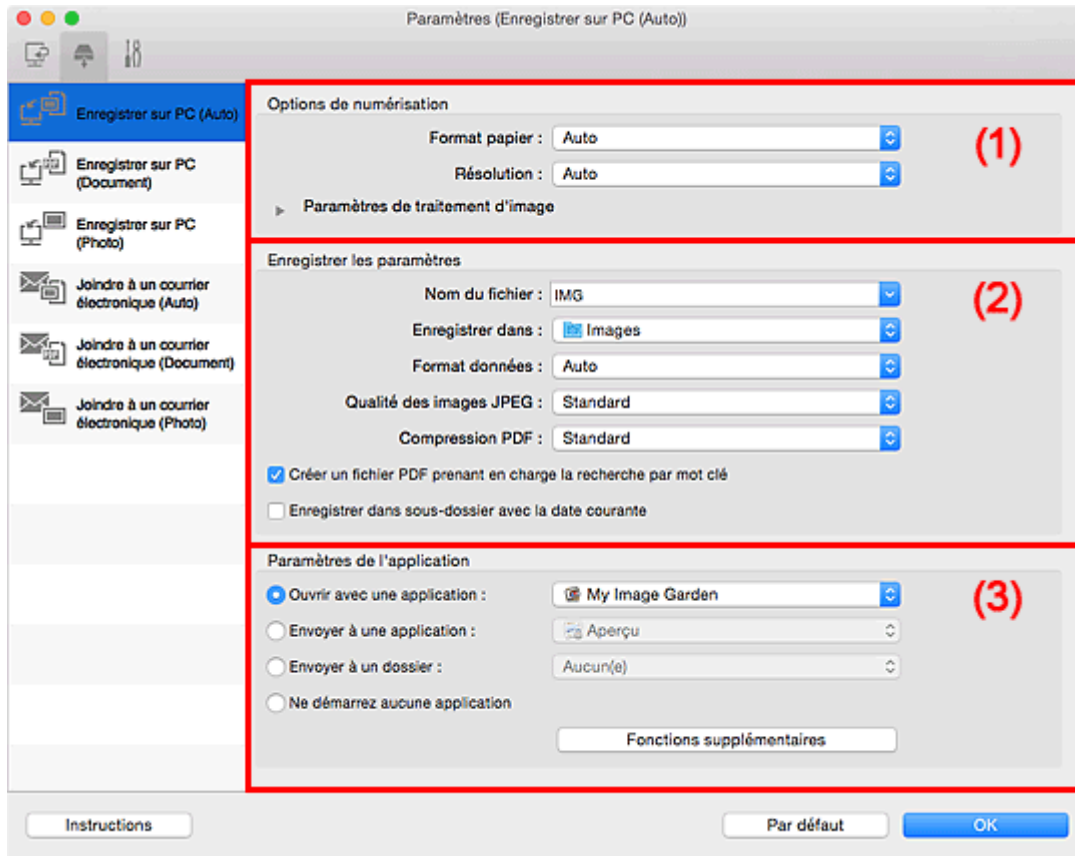 Paramètres (Enregistrer sur PC (Auto))
Enregistrer sur PC (Auto)
Enregistrer sur PC
(Document)
Enregistrer sur PC
(Photo)
Joindre à un courrier
électronique (Auto)
Joindre à un courrier
électronique (Document)
Joindre à un courrier
électronique (Photo)
Options de numérisation
(1)
Format papier : Auto
Résolution : Auto
Paramètres de traitement d'image
Enregistrer les paramètres
(2)
Nom du fichier : IMG
Enregistrer dans : Images
Format données : Auto
Qualité des images JPEG : Standard
Compression PDF : Standard
Créer un fichier PDF prenant en charge la recherche par mot clé
Enregistrer dans sous-dossier avec la date courante
Paramètres de l'application
(3)
Ouvrir avec une application : My Image Garden
Envoyer à une application : Aperçu
Envoyer à un dossier : Aucun(e)
Ne démarrez aucune application
Fonctions supplémentaires
Instructions
Par défaut
OK